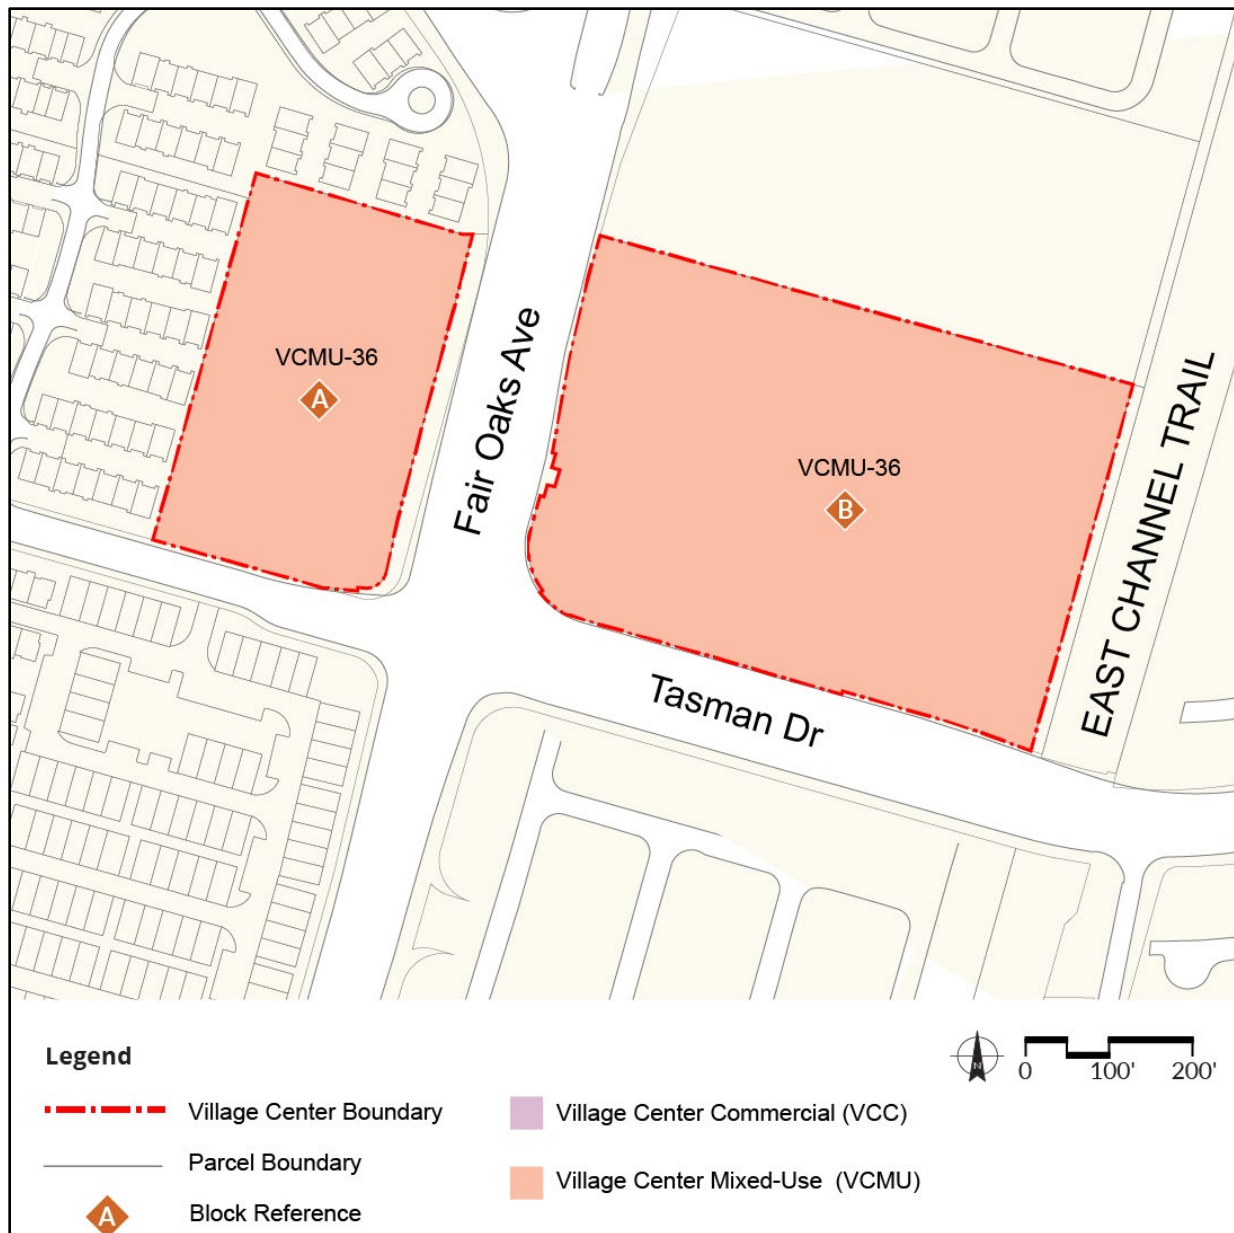 VCMU-36
A
Fair Oaks Ave
VCMU-36
B
EAST CHANNEL TRAIL
Tasman Dr
Legend
N
0 100' 200'
Village Center Boundary
Village Center Commercial (VCC)
Parcel Boundary
Village Center Mixed-Use (VCMU)
A Block Reference